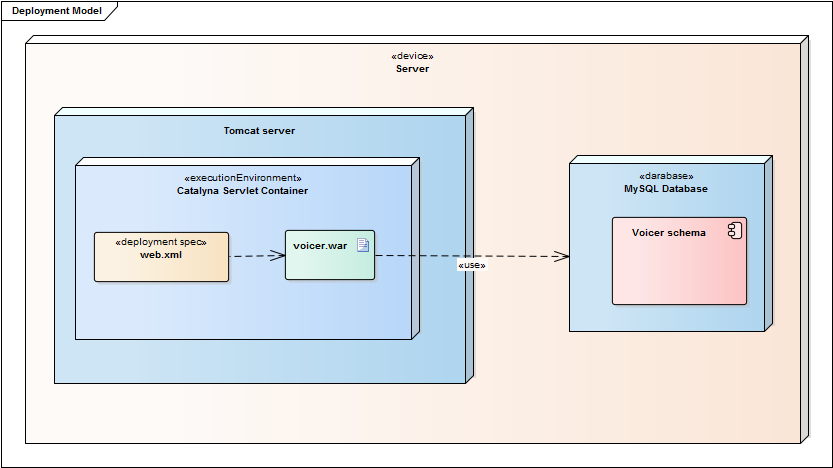 Deployment Model
«device»
Server
Tomcat server
«executionEnvironment»
Catalyna Servlet Container
«deployment spec»
web.xml
voicer.war
«use»
«darabase»
MySQL Database
Voicer schema